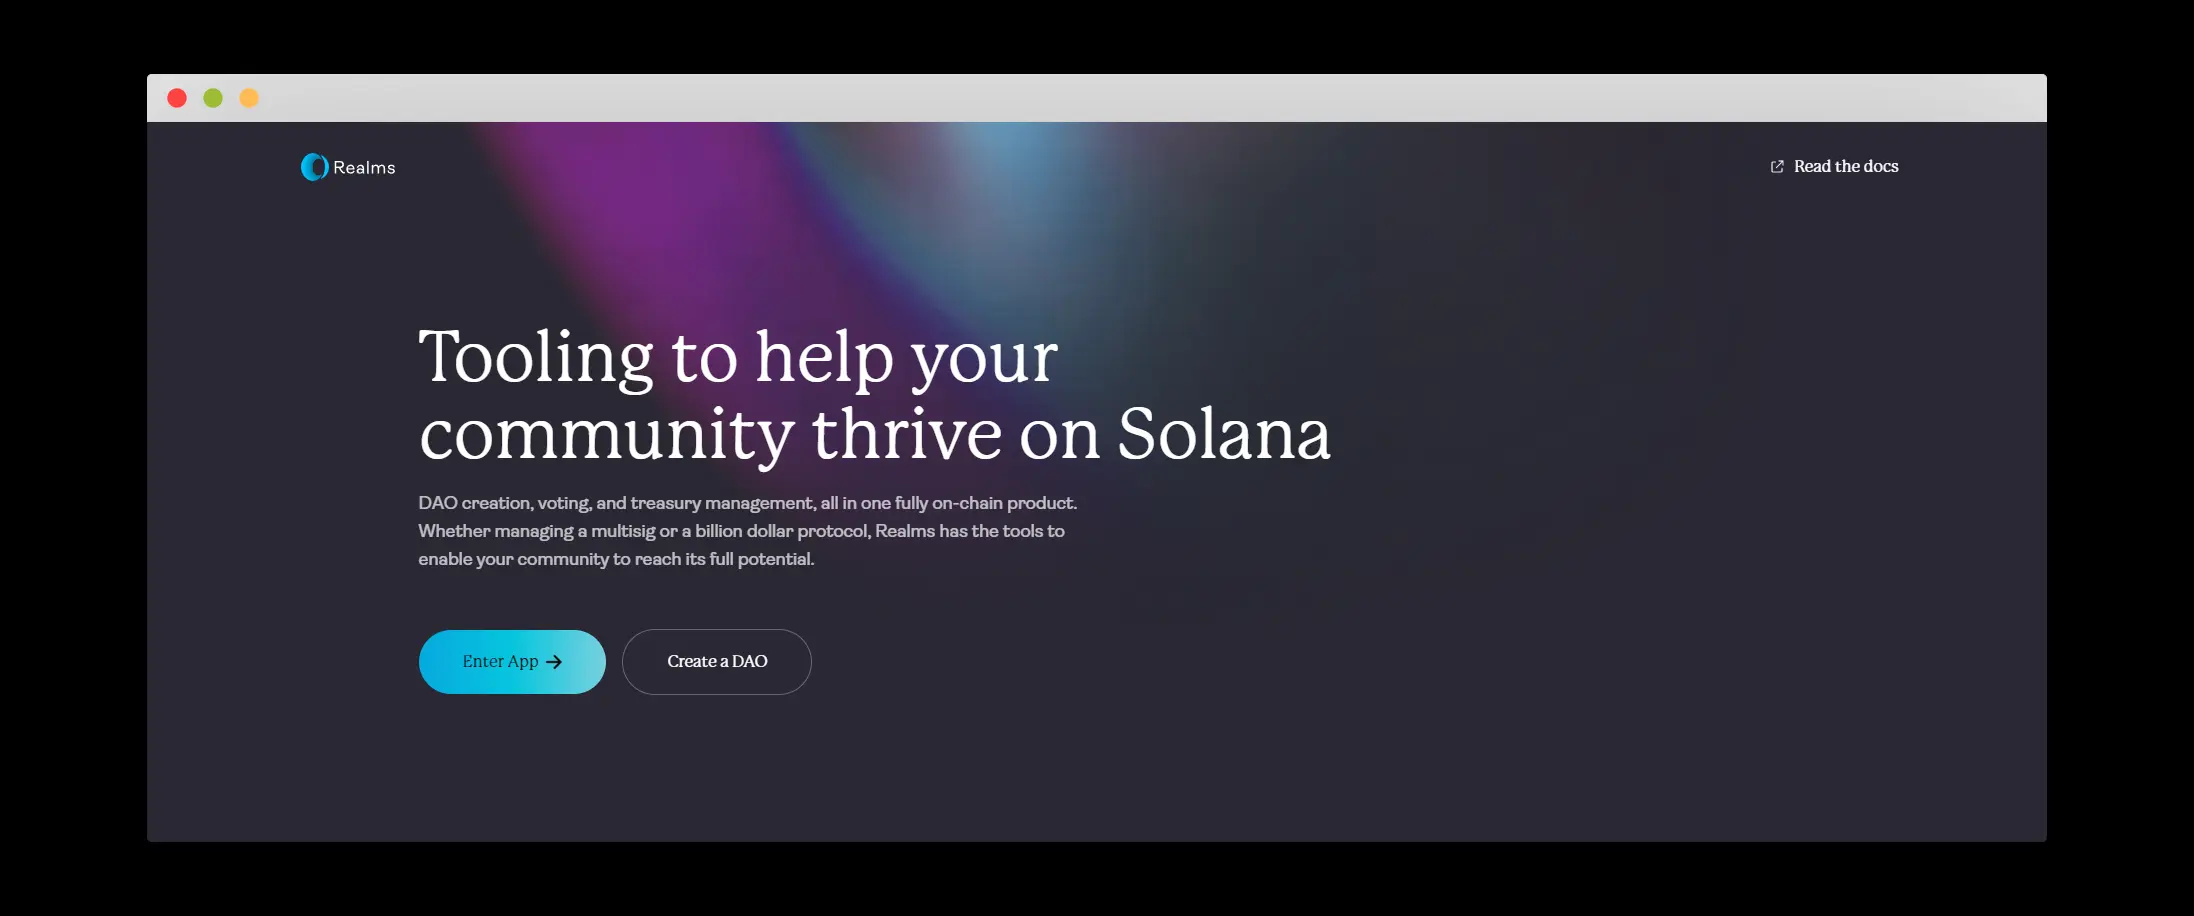 Realms
Read the docs
Tooling to help your
community thrive on Solana
DAO creation, voting, and treasury management, all in one fully on-chain product.
Whether managing a multisig or a billion dollar protocol, Realms has the tools to
enable your community to reach its full potential.
Enter App
Create a DAO